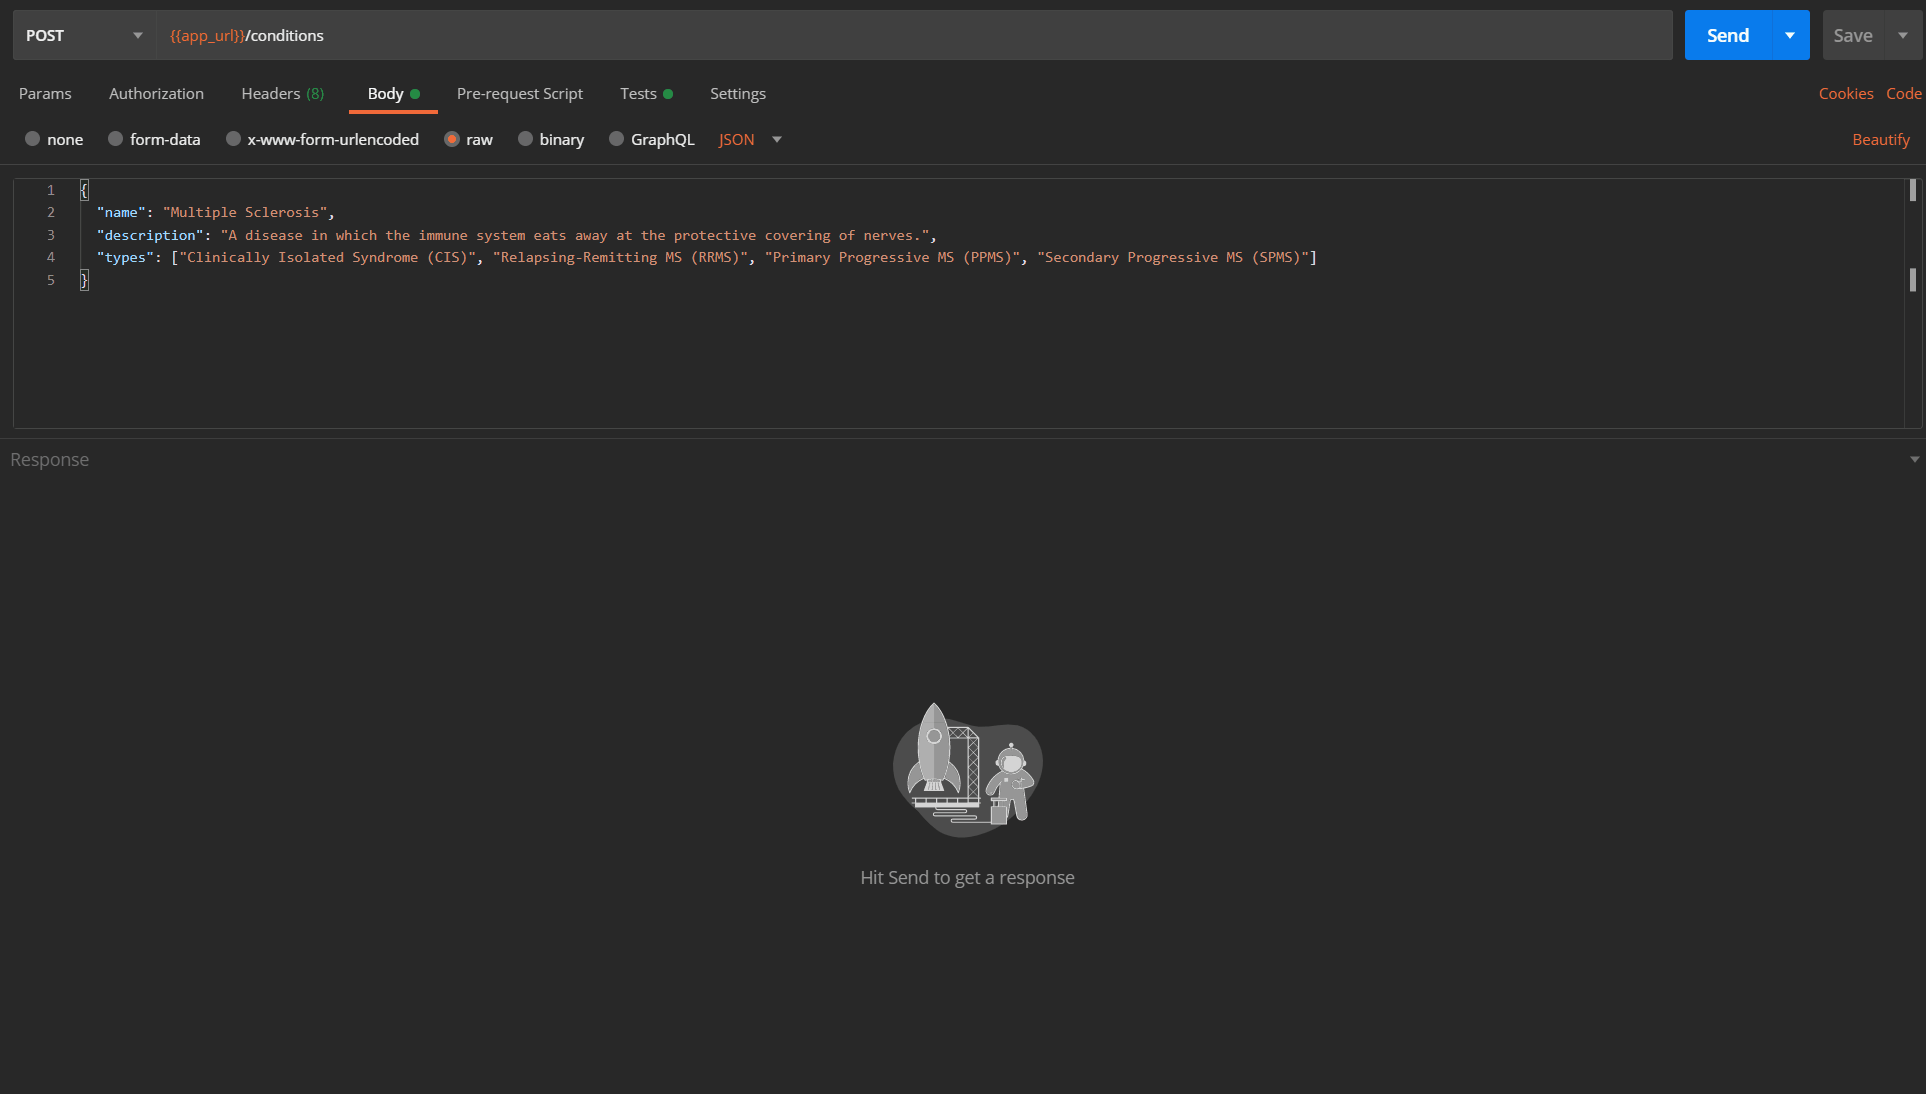 POST {{app_url}}/conditions Send Save
Params Authorization Headers (8) Body Pre-request Script Tests Settings Cookies Code
none form-data x-www-form-urlencoded raw binary GraphQL JSON Beautify
1 {
2 "name": "Multiple Sclerosis",
3 "description": "A disease in which the immune system eats away at the protective covering of nerves.",
4 "types": ["Clinically Isolated Syndrome (CIS)", "Relapsing-Remitting MS (RRMS)", "Primary Progressive MS (PPMS)", "Secondary Progressive MS (SPMS)"]
5 }
Response
Hit Send to get a response